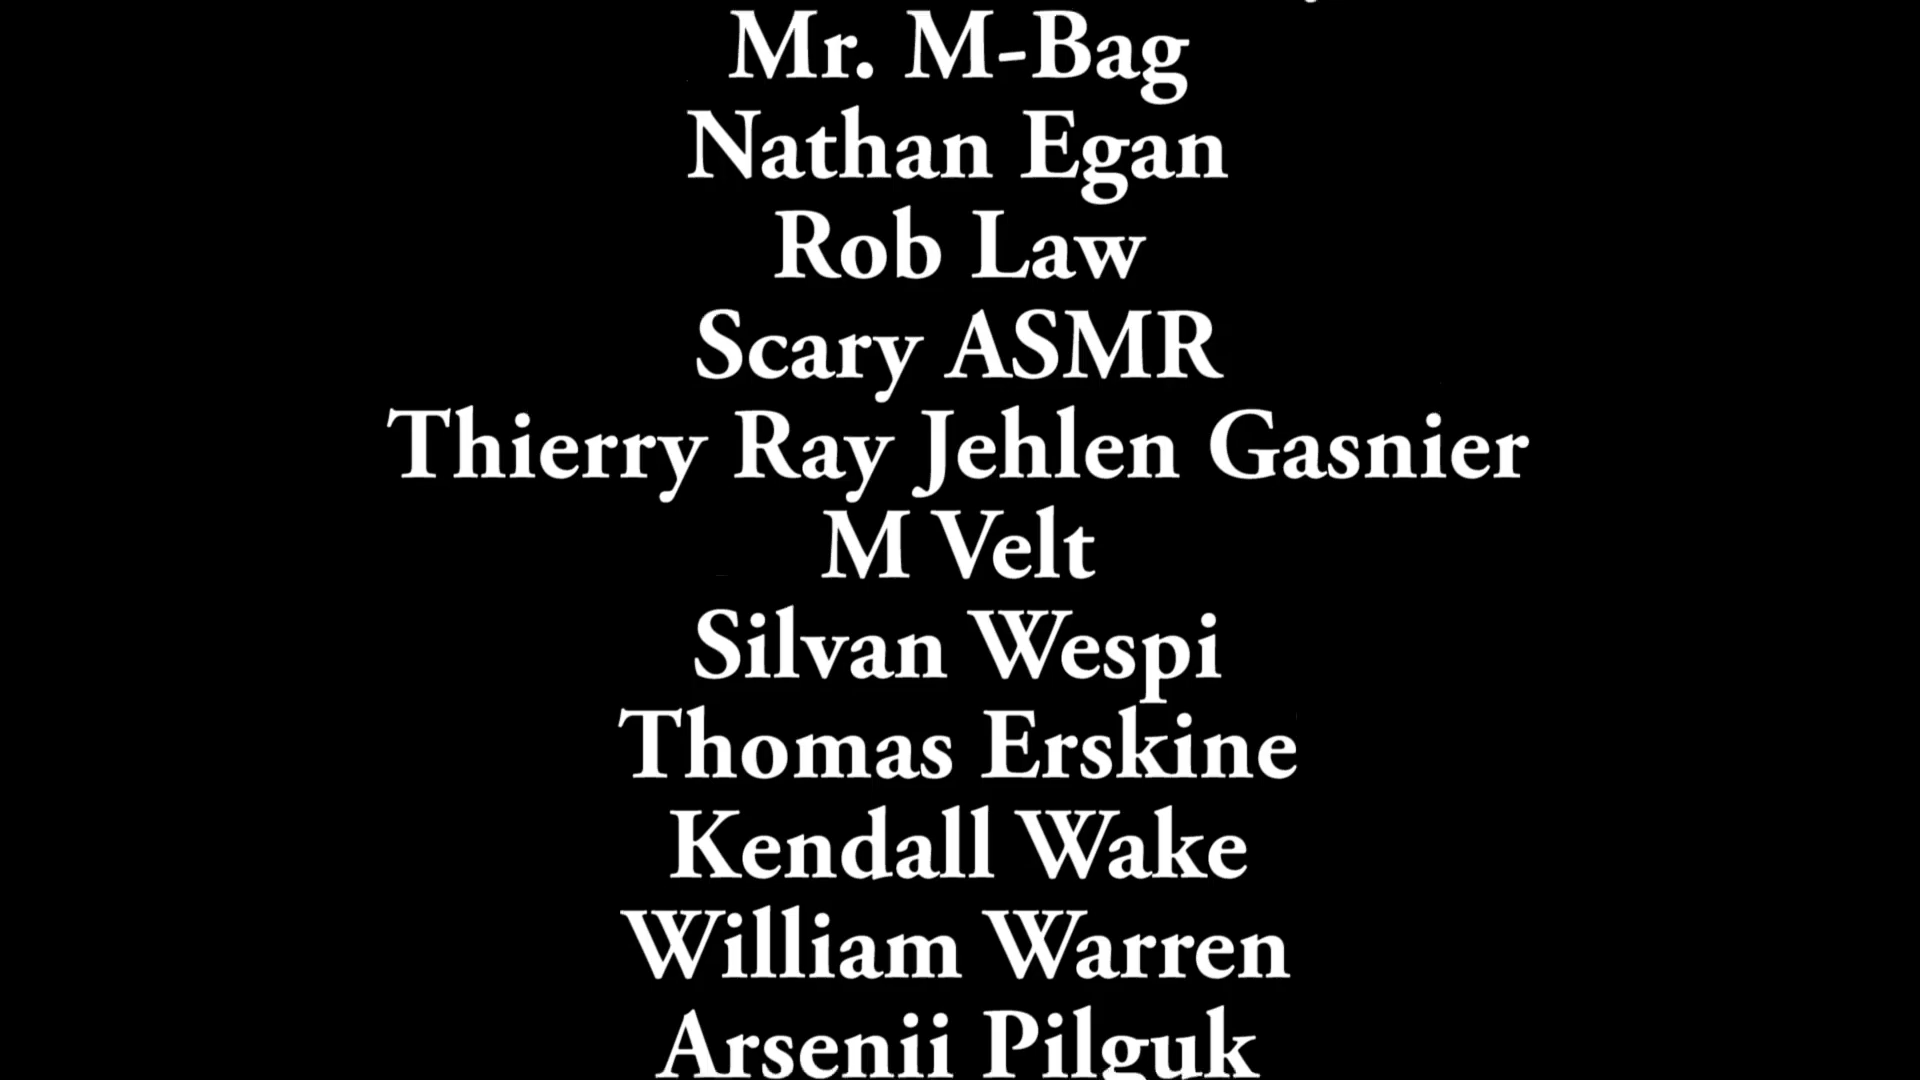 Mr. M-Bag
Nathan Egan
Rob Law
Scary ASMR
Thierry Ray Jehlen Gasnier
M Velt
Silvan Wespi
Thomas Erskine
Kendall Wake
William Warren
Arsenii Pilguk